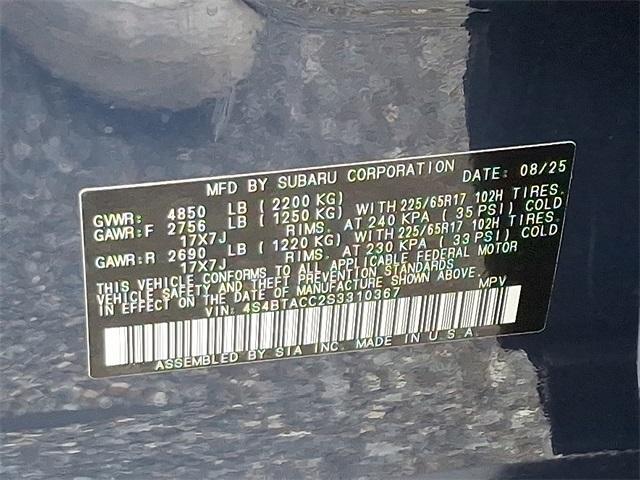 MFD BY SUBARU CORPORATION DATE: 08/25
GVWR: 4850 LB (2200 KG)
GAWR:F 2756 LB (1250 KG) WITH 225/65R17 102H TIRES.
17X7J RIMS. AT 240 KPA (35 PSI) COLD
GAWR:R 2690 LB (1220 KG) WITH 225/65R17 102H TIRES.
17X7J RIMS. AT 230 KPA (33 PSI) COLD
THIS VEHICLE CONFORMS TO ALL APPLICABLE FEDERAL MOTOR
VEHICLE SAFETY AND THEFT PREVENTION STANDARDS
IN EFFECT ON THE DATE OF MANUFACTURE SHOWN ABOVE.
VIN: 4S4BTACC2S3310367 MPV
ASSEMBLED BY SIA INC. MADE IN U.S.A.